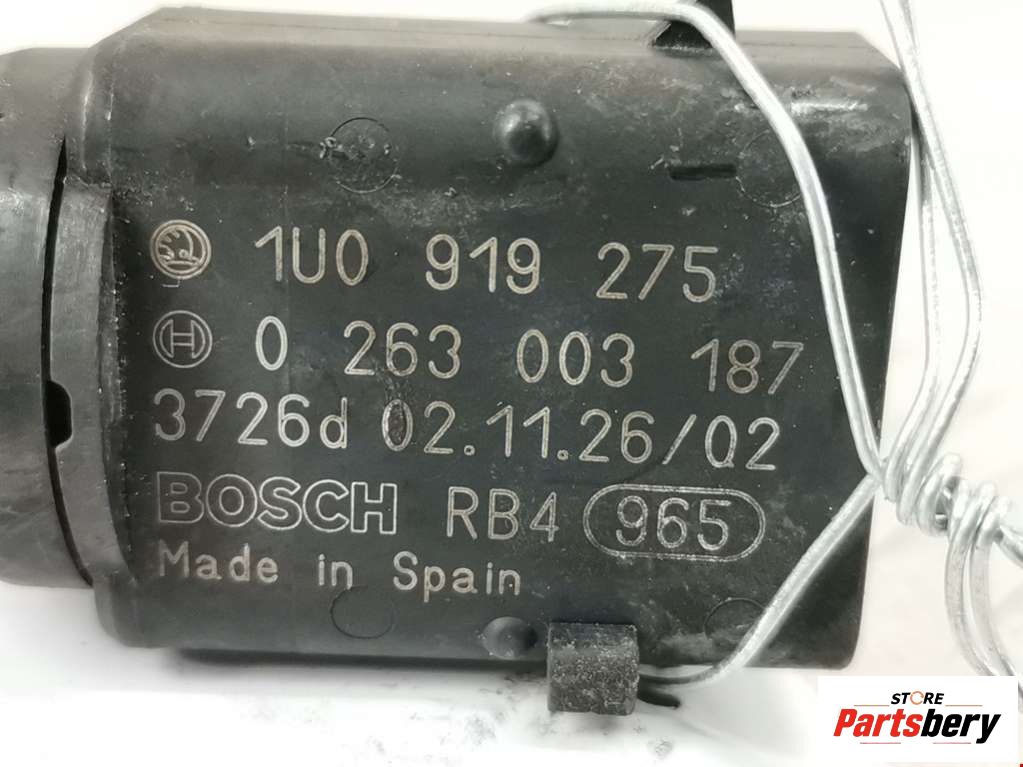 1U0 919 275
0 263 003 187
3726d 02.11.26/02
BOSCH RB4 965
Made in Spain
STORE
Partsbery